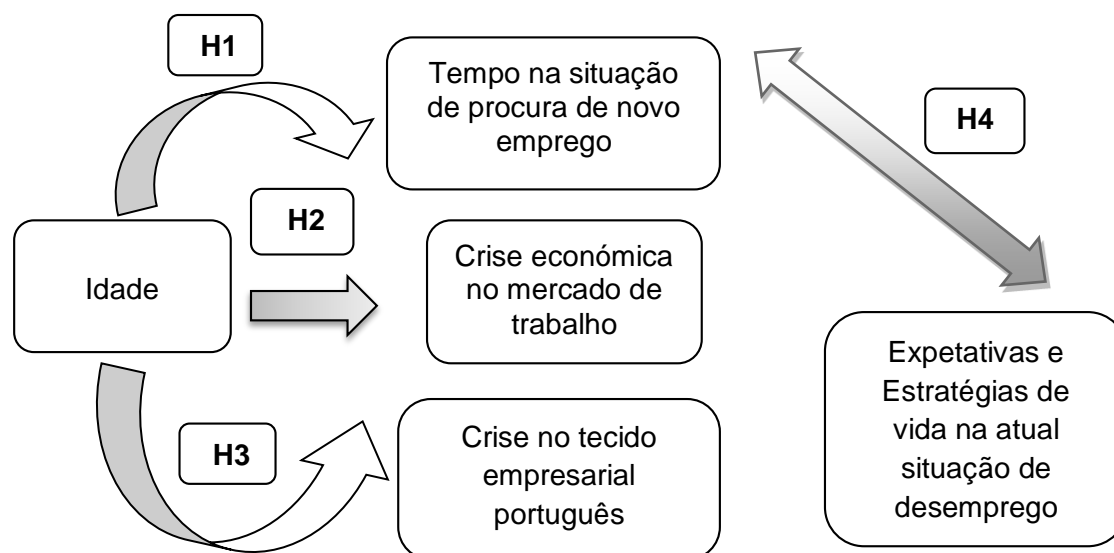 H1
Tempo na situação
de procura de novo
emprego
H4
H2
Idade
Crise económica
no mercado de
trabalho
Expetativas e
Estratégias de
vida na atual
situação de
desemprego
H3
Crise no tecido
empresarial
português